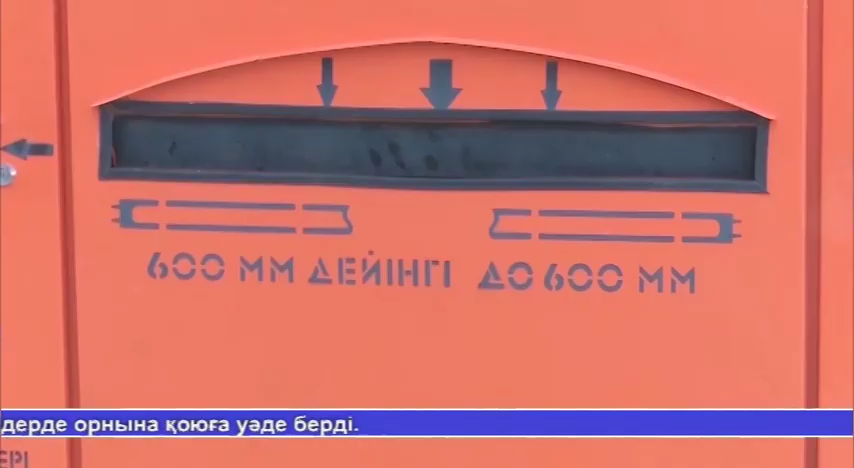 600 ММ ДЕЙІНГІ ДО 600 ММ
дерде орнына қоюға уәде берді.